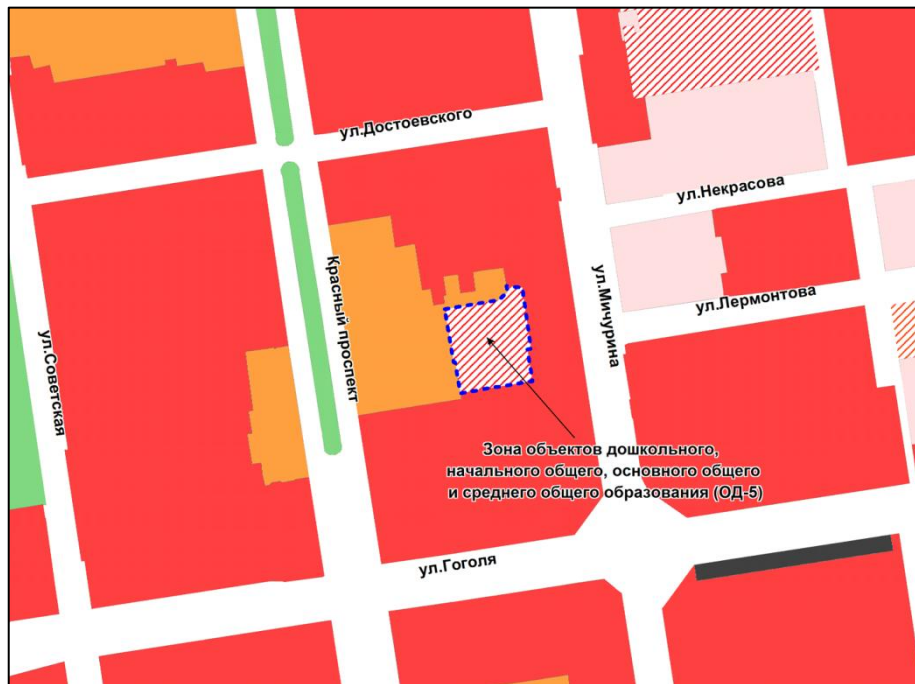 ул.Достоевского
ул.Некрасова
Красный проспект
ул.Мичурина
ул.Лермонтова
ул.Советская
Зона объектов дошкольного,
начального общего, основного общего
и среднего общего образования (ОД-5)
ул.Гоголя